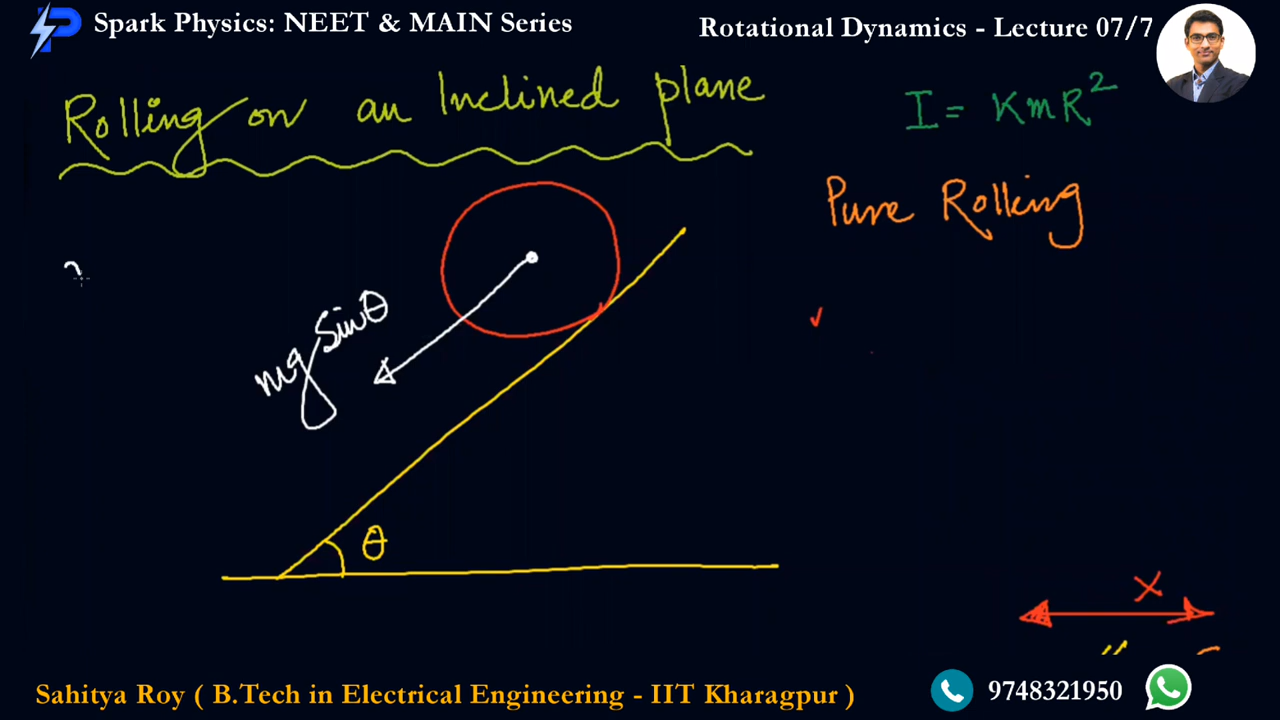 Spark Physics: NEET & MAIN Series
Rotational Dynamics - Lecture 07/7
Rolling on an Inclined plane
I = KmR²
Pure Rolling
mg Sinθ
θ
X
Sahitya Roy ( B.Tech in Electrical Engineering - IIT Kharagpur )
9748321950